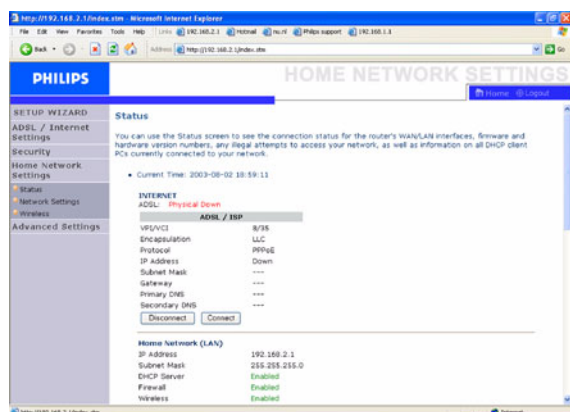 http://192.168.2.1/index.stm - Microsoft Internet Explorer
File Edit View Favorites Tools Help Links 192.168.2.1 Hotmail nu.nl Philips support 192.168.1.1
Back
Address http://192.168.2.1/index.stm Go
PHILIPS
HOME NETWORK SETTINGS
Home Logout
SETUP WIZARD
ADSL / Internet Settings
Security
Home Network Settings
Status
Network Settings
Wireless
Advanced Settings
Status
You can use the Status screen to see the connection status for the router's WAN/LAN interfaces, firmware and
hardware version numbers, any illegal attempts to access your network, as well as information on all DHCP client
PCs currently connected to your network.
• Current Time: 2003-08-02 18:59:11
INTERNET
ADSL: Physical Down
ADSL / ISP
VPI/VCI 8/35
Encapsulation LLC
Protocol PPPoE
IP Address Down
Subnet Mask ---
Gateway ---
Primary DNS ---
Secondary DNS ---
Disconnect Connect
Home Network (LAN)
IP Address 192.168.2.1
Subnet Mask 255.255.255.0
DHCP Server Enabled
Firewall Enabled
Wireless Enabled
http://192.168.2.1/index.stm Internet